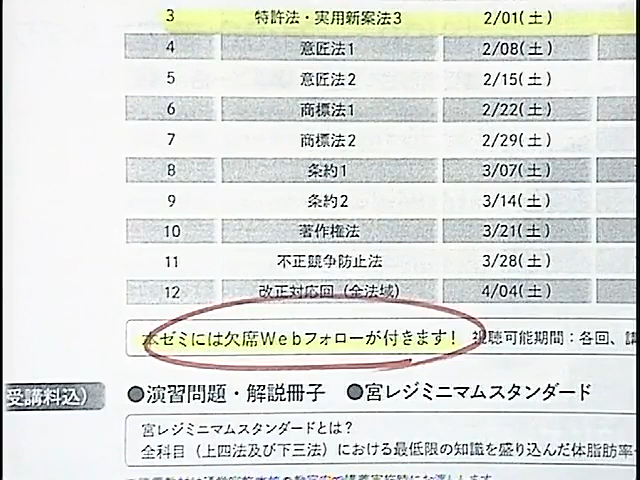 3 特許法・実用新案法3 2/01(土)
4 意匠法1 2/08(土)
5 意匠法2 2/15(土)
6 商標法1 2/22(土)
7 商標法2 2/29(土)
8 条約1 3/07(土)
9 条約2 3/14(土)
10 著作権法 3/21(土)
11 不正競争防止法 3/28(土)
12 改正対応回(全法域) 4/04(土)
本ゼミには欠席Webフォローが付きます! 視聴可能期間:各回、講
受講料込) ●演習問題・解説冊子 ●宮レジミニマムスタンダード
宮レジミニマムスタンダードとは?
全科目(上四法及び下三法)における最低限の知識を盛り込んだ体脂肪率